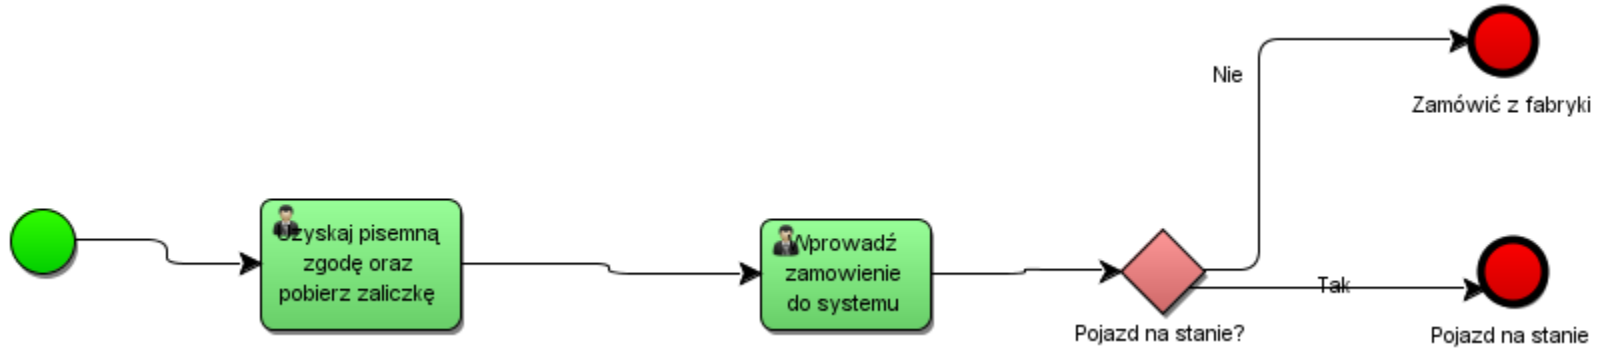 Nie
Zamówić z fabryki
Uzyskaj pisemną
zgodę oraz
pobierz zaliczkę
Wprowadź
zamowienie
do systemu
Tak
Pojazd na stanie?
Pojazd na stanie